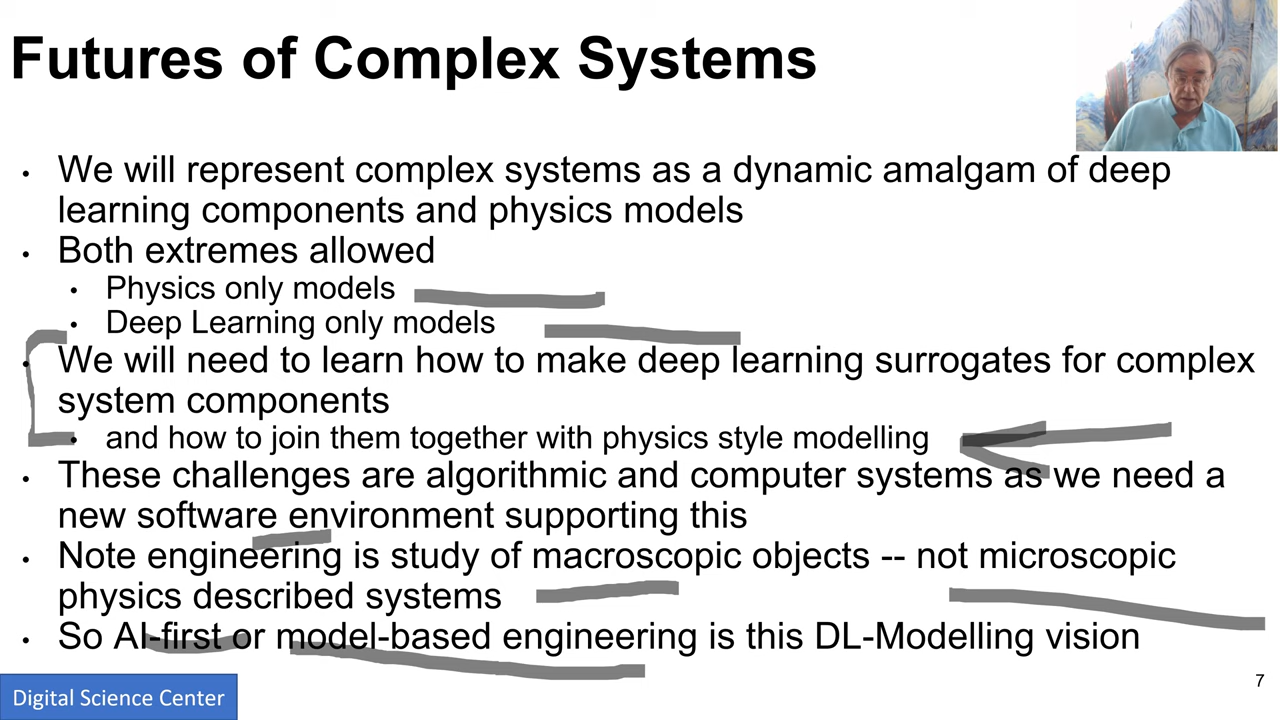 Futures of Complex Systems
• We will represent complex systems as a dynamic amalgam of deep
learning components and physics models
• Both extremes allowed
• Physics only models
• Deep Learning only models
• We will need to learn how to make deep learning surrogates for complex
system components
• and how to join them together with physics style modelling
• These challenges are algorithmic and computer systems as we need a
new software environment supporting this
• Note engineering is study of macroscopic objects -- not microscopic
physics described systems
• So AI-first or model-based engineering is this DL-Modelling vision
7
Digital Science Center